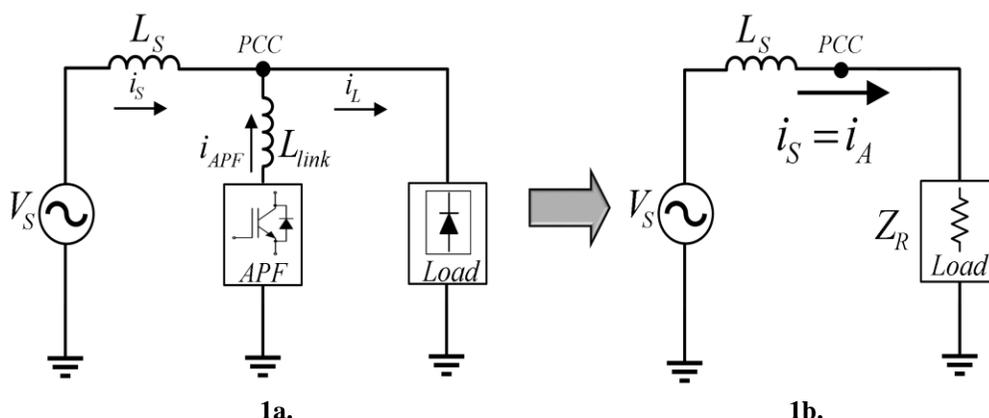 L_S
PCC
i_S
i_L
i_APF
L_link
V_S
APF
Load
1a.
L_S
PCC
i_S = i_A
V_S
Z_R
Load
1b.